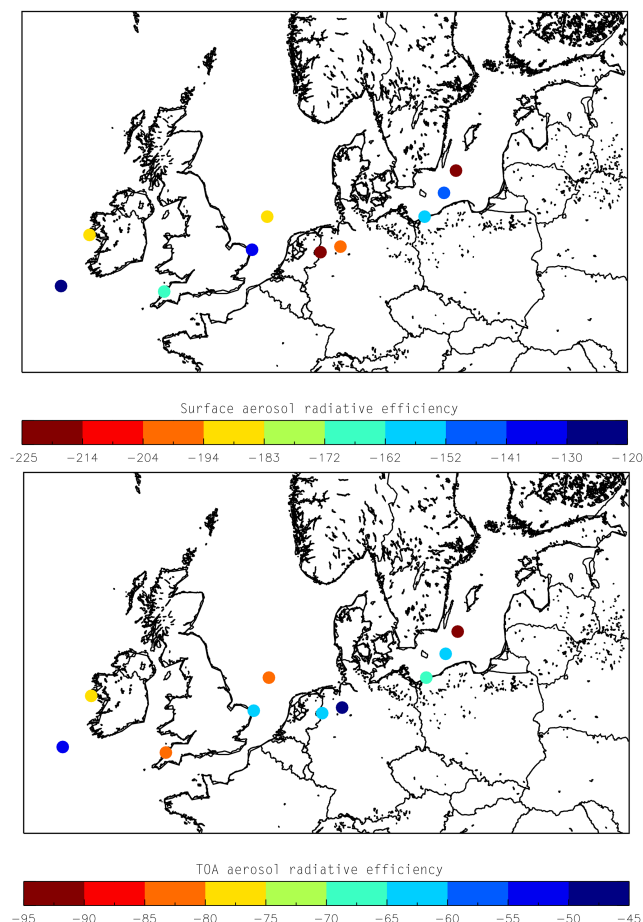 Surface aerosol radiative efficiency
-225 -214 -204 -194 -183 -172 -162 -152 -141 -130 -120
TOA aerosol radiative efficiency
-95 -90 -85 -80 -75 -70 -65 -60 -55 -50 -45